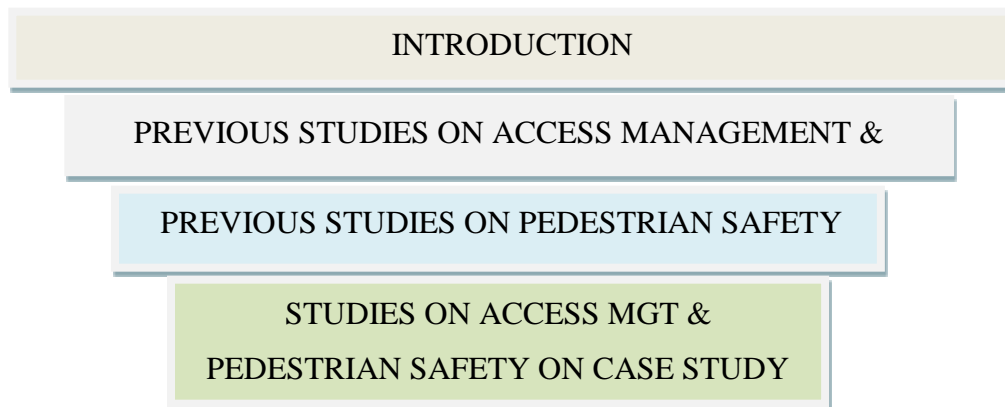 INTRODUCTION
PREVIOUS STUDIES ON ACCESS MANAGEMENT &
PREVIOUS STUDIES ON PEDESTRIAN SAFETY
STUDIES ON ACCESS MGT &
PEDESTRIAN SAFETY ON CASE STUDY